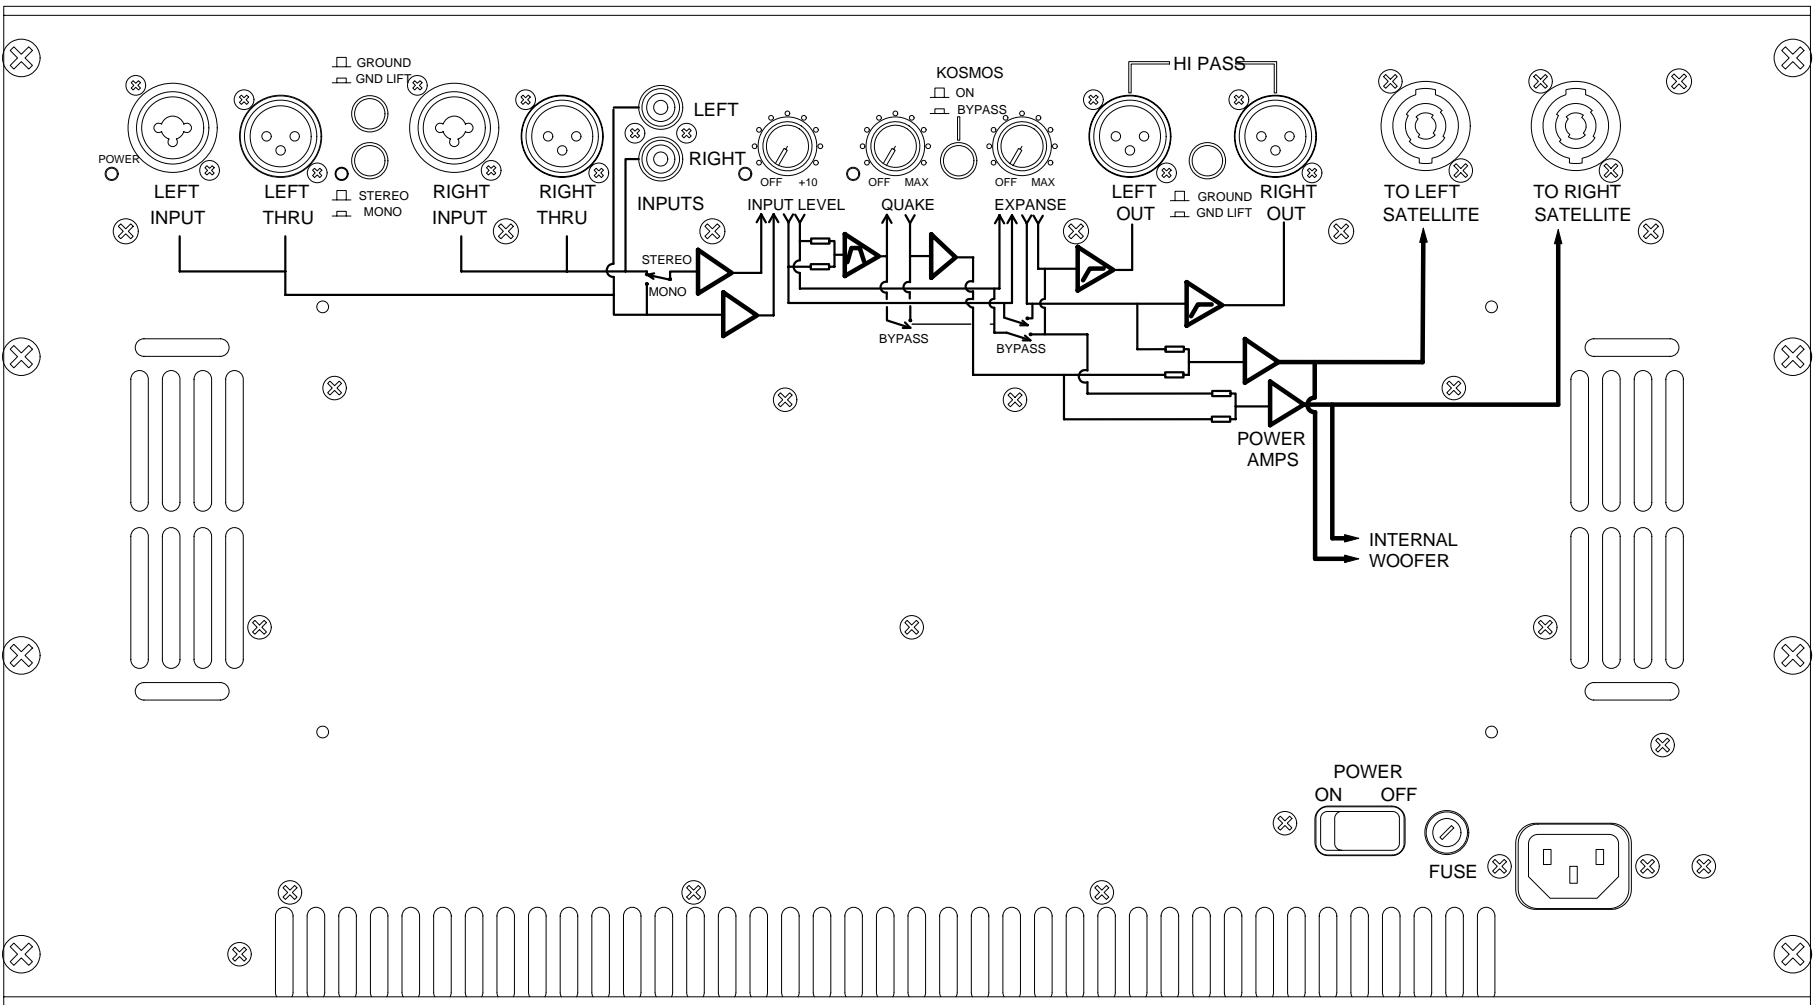 GROUND
GND LIFT
POWER
LEFT
INPUT
LEFT
THRU
STEREO
MONO
RIGHT
INPUT
RIGHT
THRU
LEFT
RIGHT
INPUTS
OFF +10
INPUT LEVEL
KOSMOS
ON
BYPASS
OFF MAX
QUAKE
OFF MAX
EXPANSE
HI PASS
LEFT
OUT
GROUND
GND LIFT
RIGHT
OUT
TO LEFT
SATELLITE
TO RIGHT
SATELLITE
STEREO
MONO
BYPASS
BYPASS
POWER
AMPS
INTERNAL
WOOFER
POWER
ON OFF
FUSE